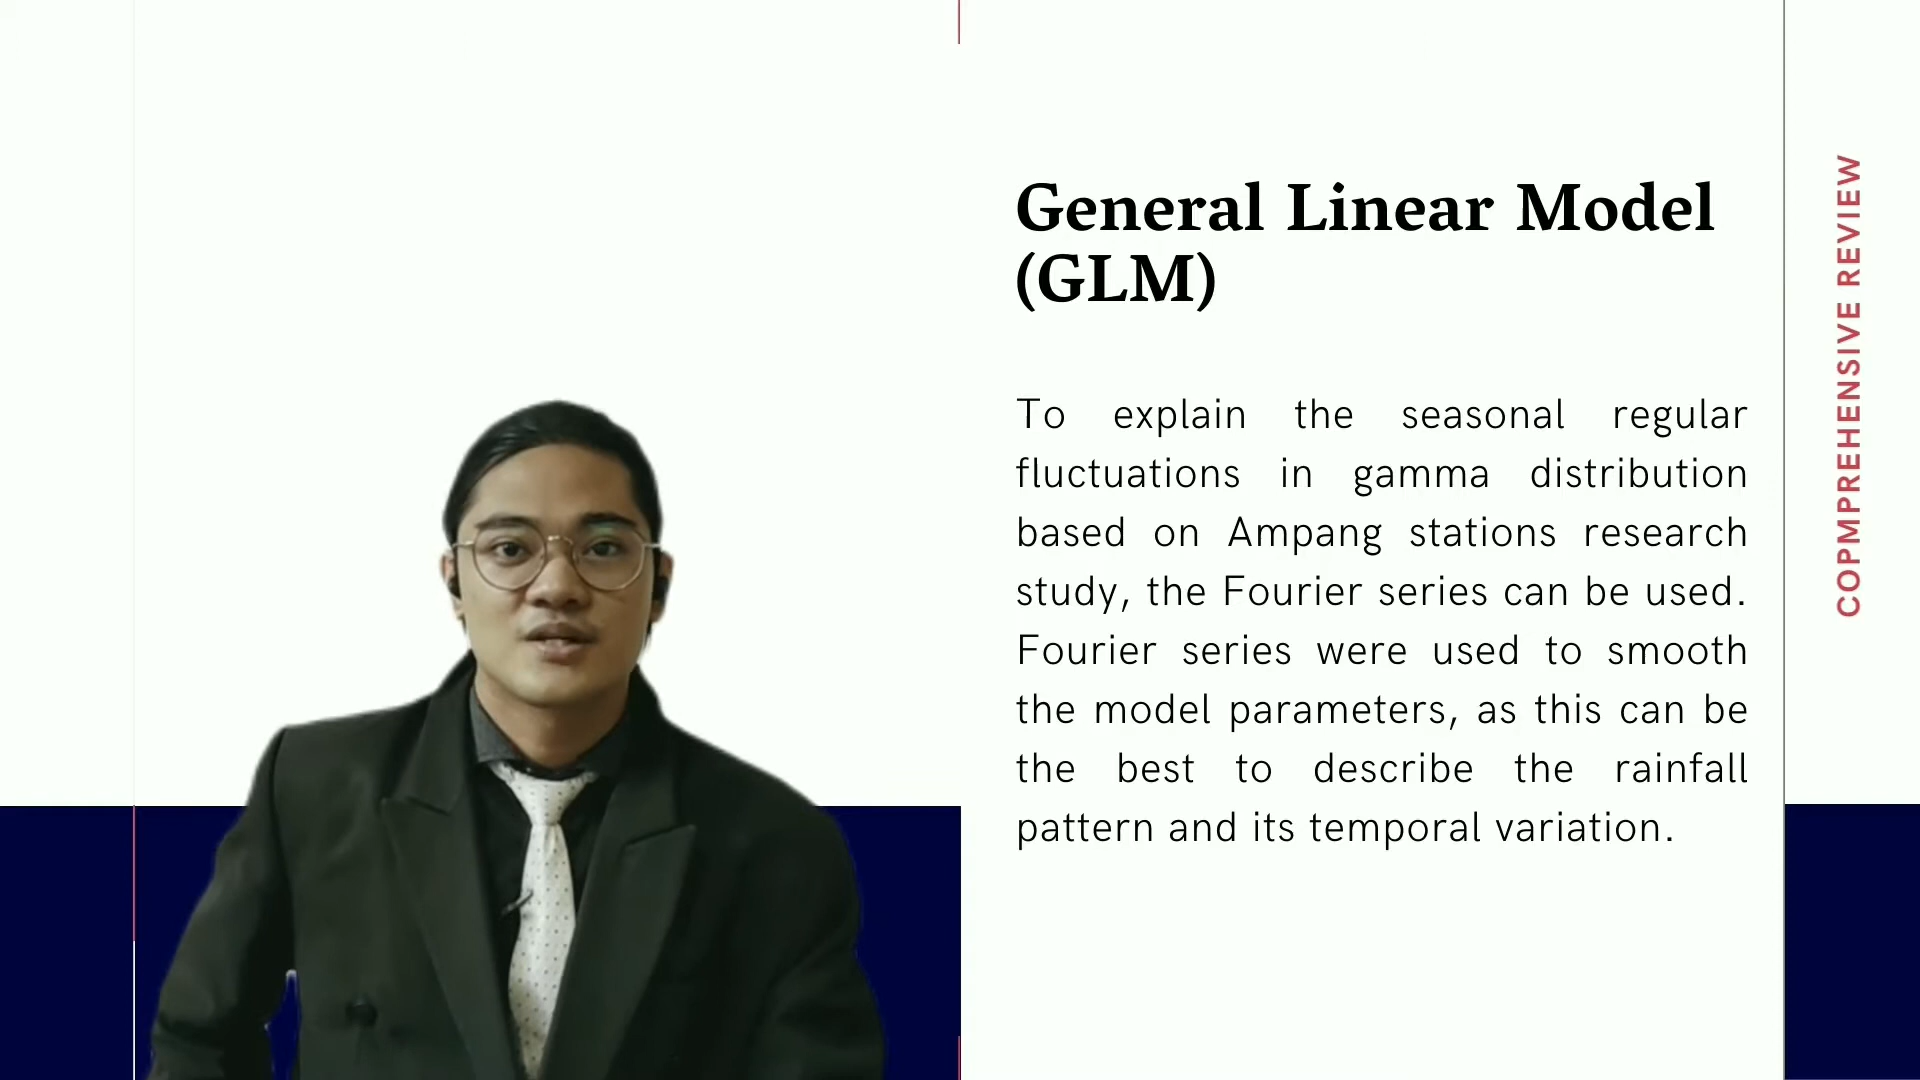 General Linear Model
(GLM)
To explain the seasonal regular
fluctuations in gamma distribution
based on Ampang stations research
study, the Fourier series can be used.
Fourier series were used to smooth
the model parameters, as this can be
the best to describe the rainfall
pattern and its temporal variation.
COPMPREHENSIVE REVIEW